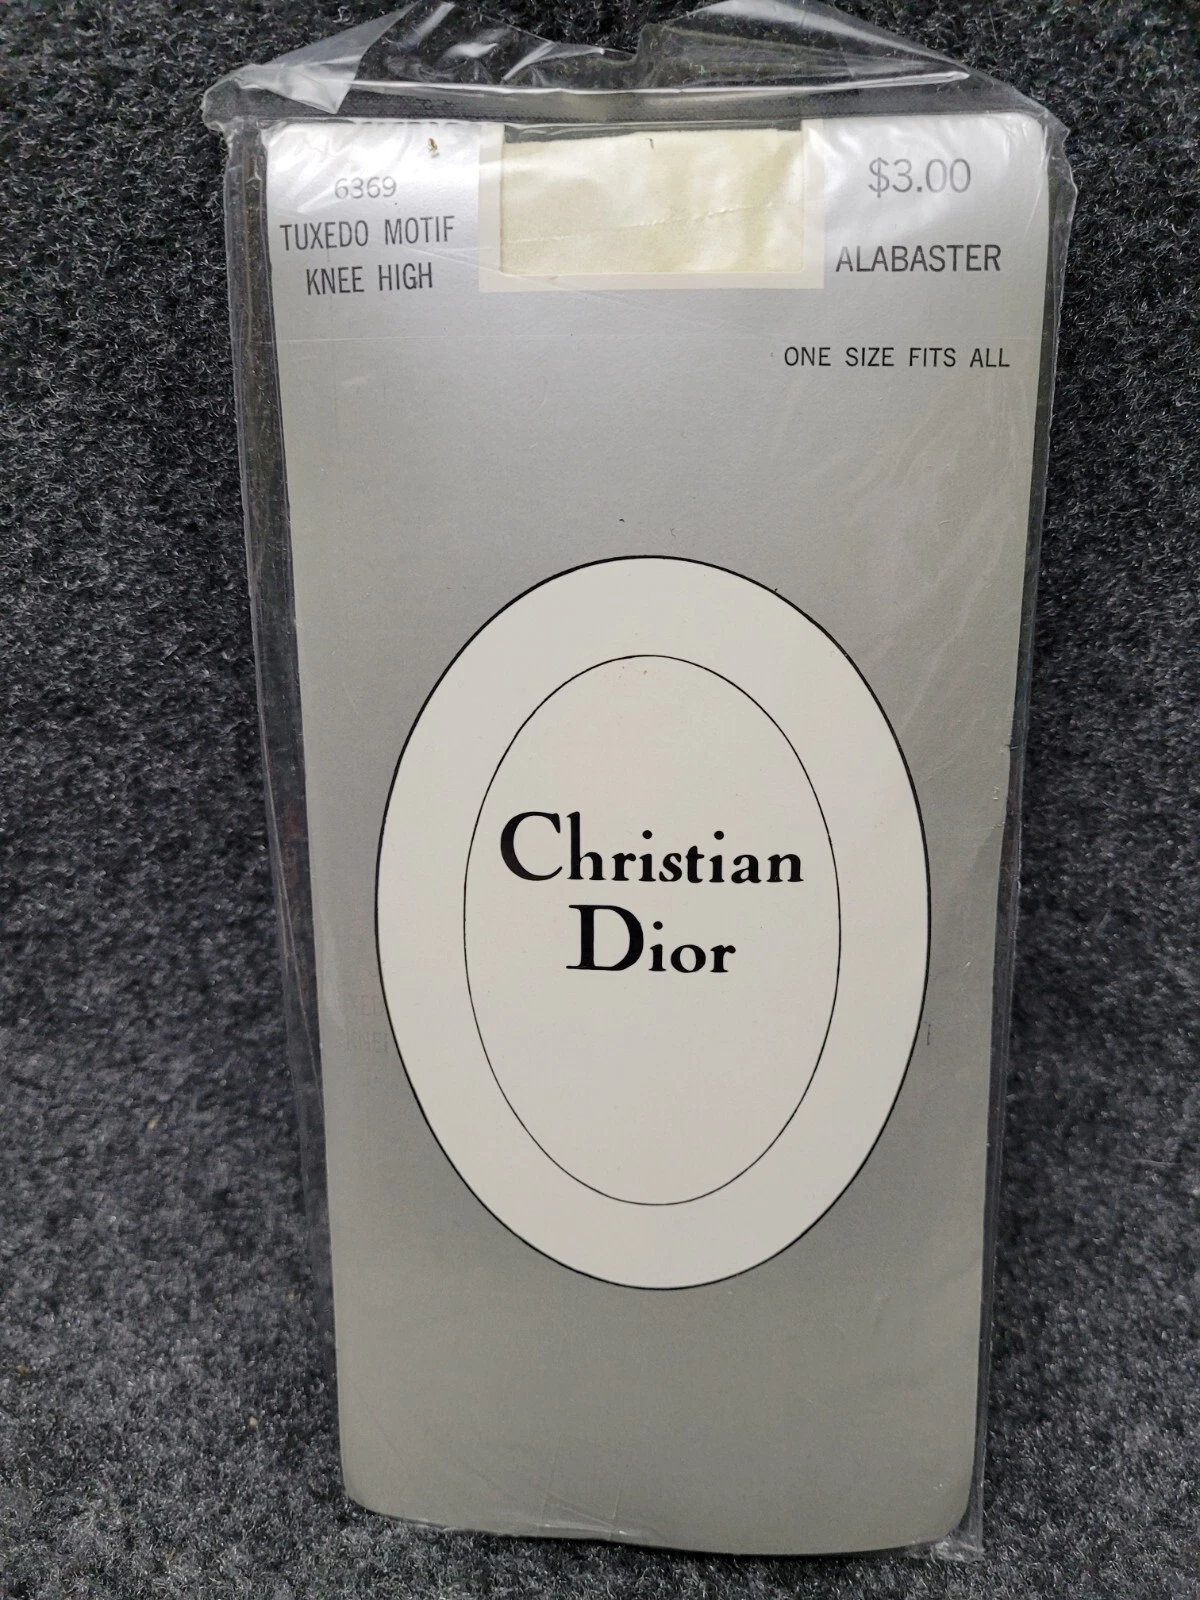 6369
TUXEDO MOTIF
KNEE HIGH
$3.00
ALABASTER
ONE SIZE FITS ALL
Christian
Dior